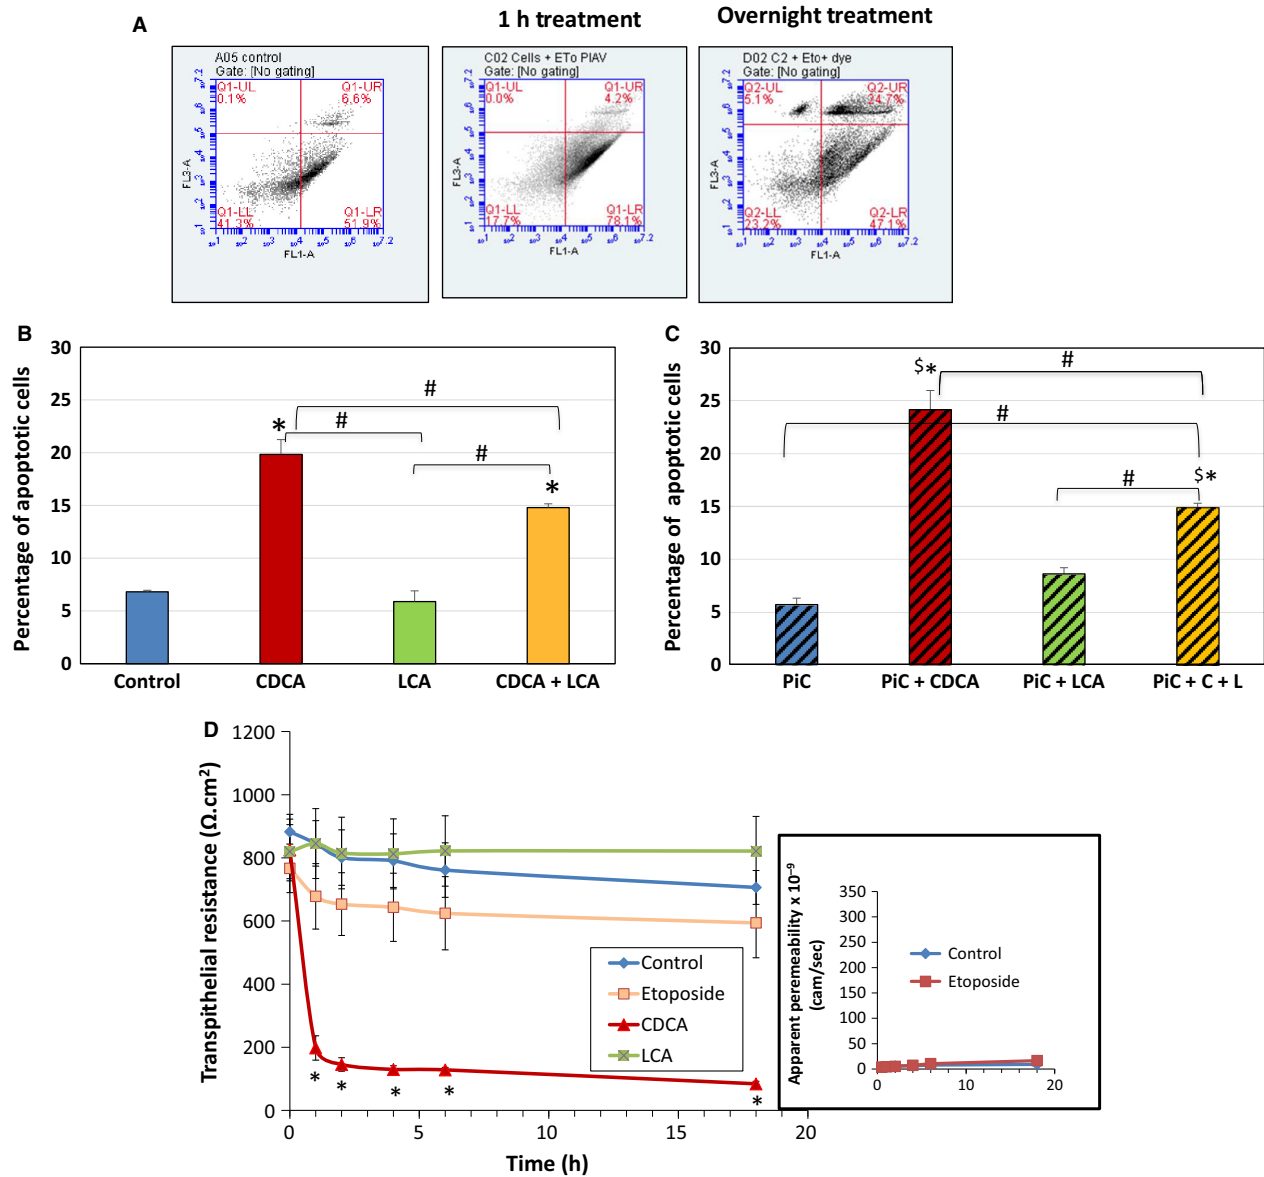 A
1 h treatment
Overnight treatment
A05 control
Gate: [No gating]
Q1-UL
0.1%
Q1-UR
6.6%
Q1-LL
41.3%
Q1-LR
51.9%
FL3-A
FL1-A
C02 Cells + ETo PIAV
Gate: [No gating]
Q1-UL
0.0%
Q1-UR
4.2%
Q1-LL
17.7%
Q1-LR
78.1%
FL3-A
FL1-A
D02 C2 + Eto+ dye
Gate: [No gating]
Q2-UL
5.1%
Q2-UR
24.7%
Q2-LL
23.2%
Q2-LR
47.1%
FL3-A
FL1-A
B
Percentage of apoptotic cells
30
25
20
15
10
5
0
*
#
#
#
*
Control
CDCA
LCA
CDCA + LCA
C
Percentage of apoptotic cells
30
25
20
15
10
5
0
$*
#
#
#
$*
PiC
PiC + CDCA
PiC + LCA
PiC + C + L
D
Transpithelial resistance (Ω.cm²)
1200
1000
800
600
400
200
0
* * * * *
0 5 10 15 20
Time (h)
Control
Etoposide
CDCA
LCA
Apparent peremeability x 10⁻⁹
(cam/sec)
350
300
250
200
150
100
50
0
0 10 20
Control
Etoposide